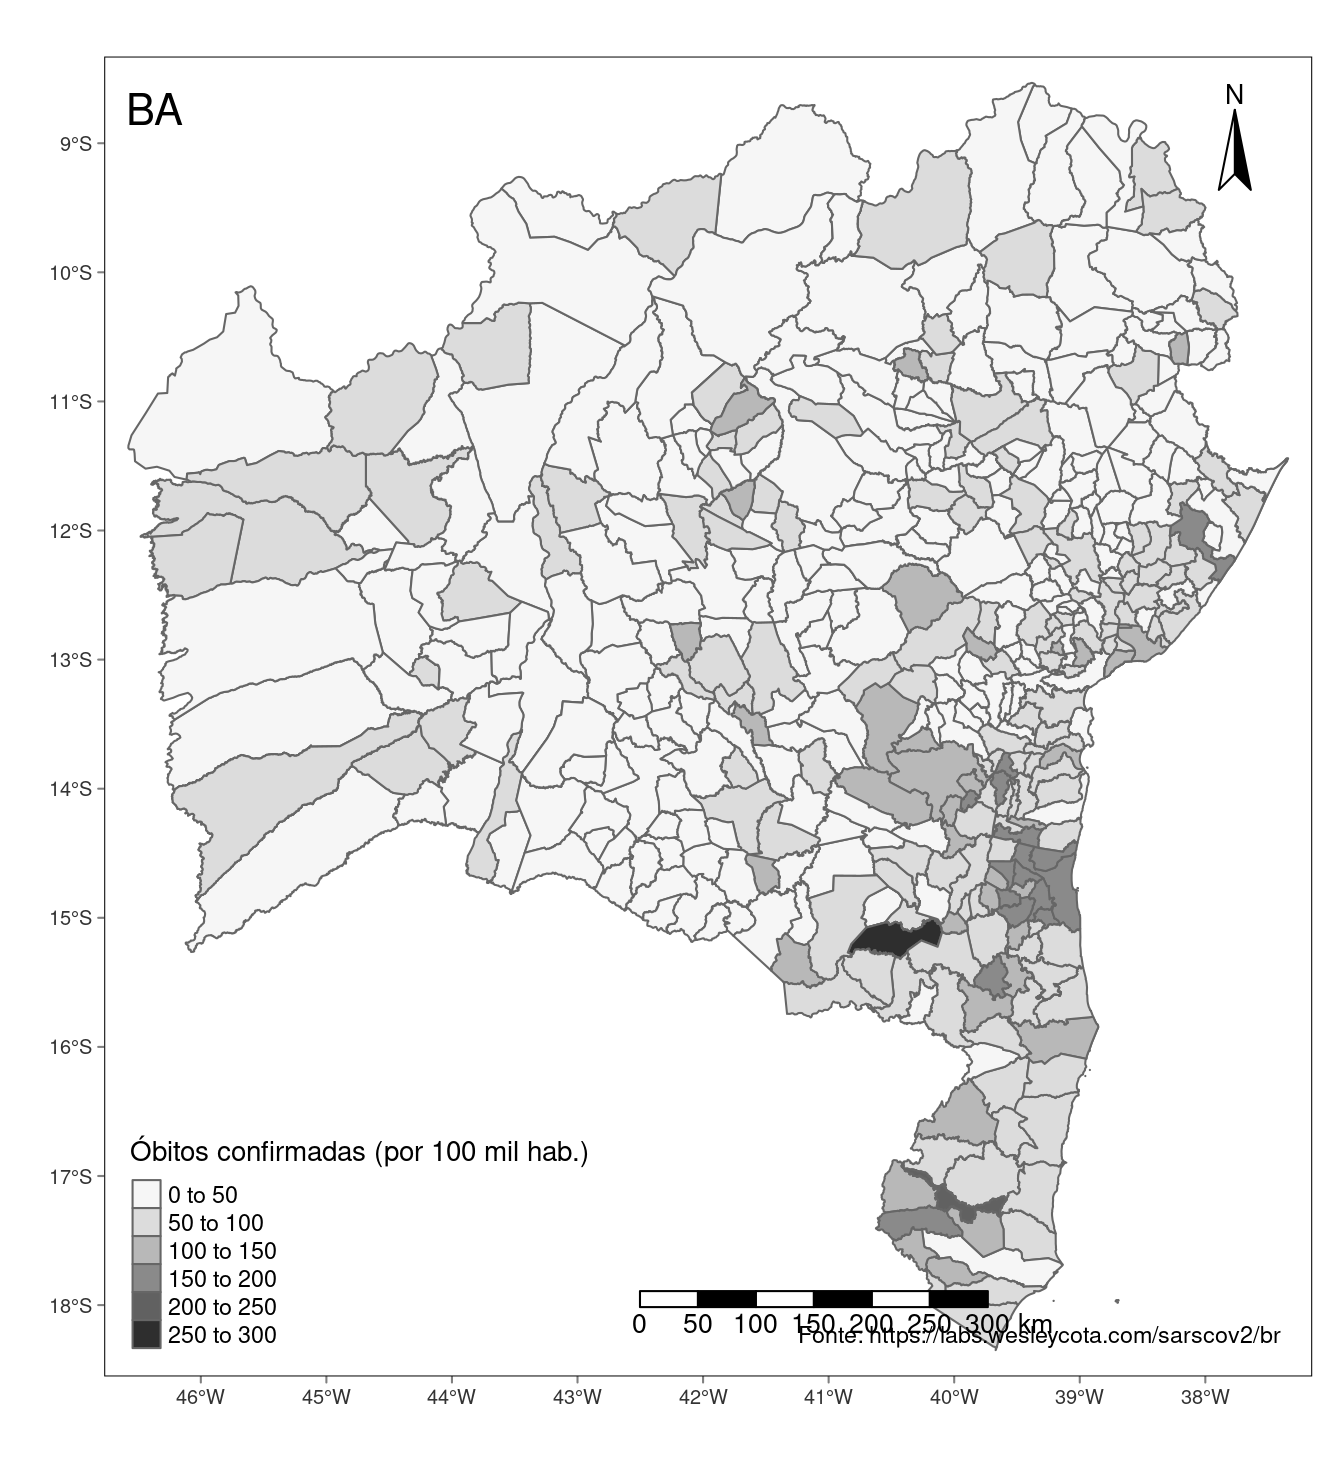 BA
N
9°S
10°S
11°S
12°S
13°S
14°S
15°S
16°S
17°S
18°S
Óbitos confirmadas (por 100 mil hab.)
0 to 50
50 to 100
100 to 150
150 to 200
200 to 250
250 to 300
0 50 100 150 200 250 300 km
Fonte: https://labs.wesleycota.com/sarscov2/br
46°W 45°W 44°W 43°W 42°W 41°W 40°W 39°W 38°W